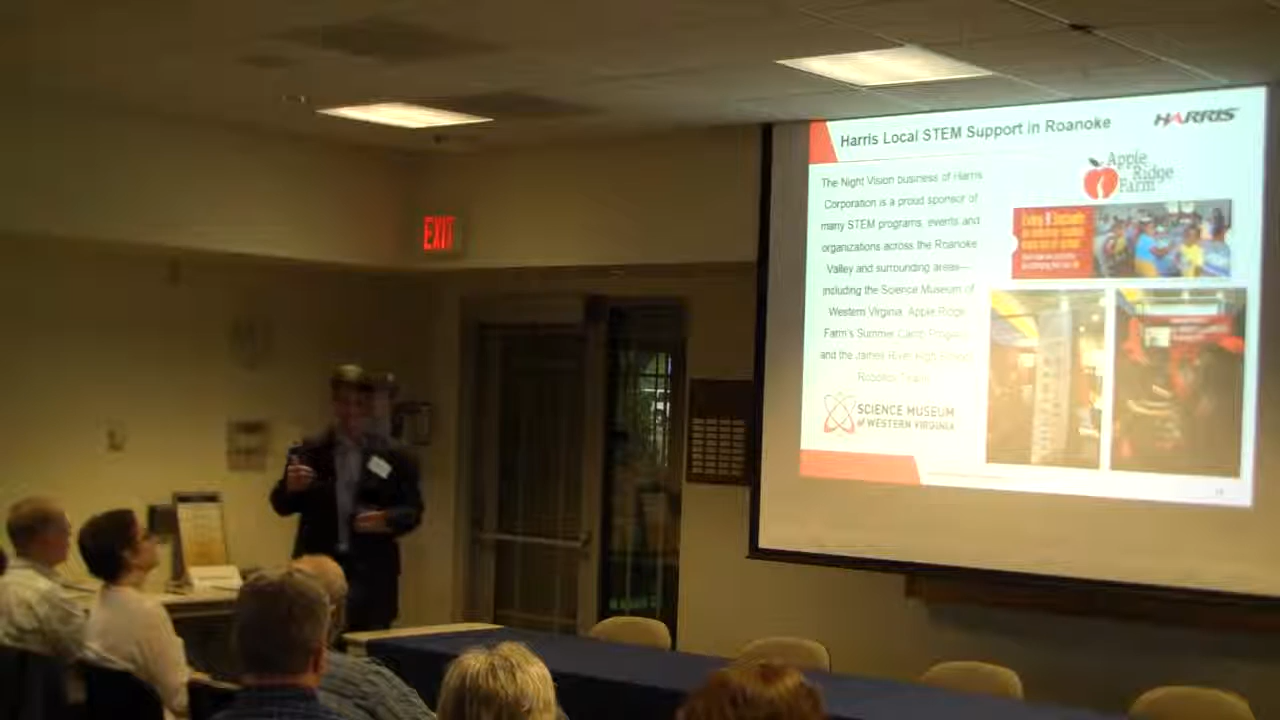 EXIT
Harris Local STEM Support in Roanoke
HARRIS
The Night Vision business of Harris
Corporation is a proud sponsor of
many STEM programs, events and
organizations across the Roanoke
Valley and surrounding areas—
including the Science Museum of
Western Virginia, Apple Ridge
Farm's Summer Camp Program
and the James River High School
Robotics Team
Apple
Ridge
Farm
SCIENCE MUSEUM
of WESTERN VIRGINIA